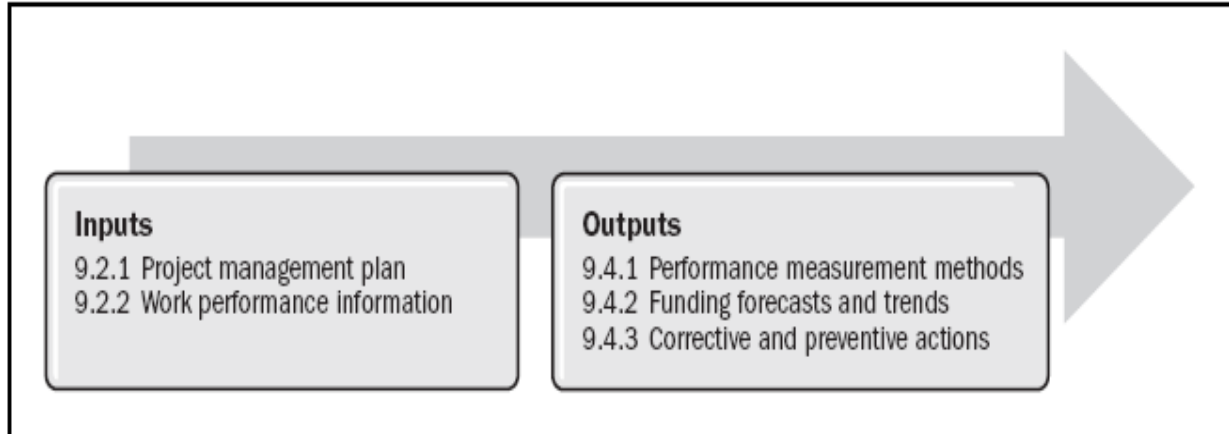 Inputs
9.2.1 Project management plan
9.2.2 Work performance information
Outputs
9.4.1 Performance measurement methods
9.4.2 Funding forecasts and trends
9.4.3 Corrective and preventive actions